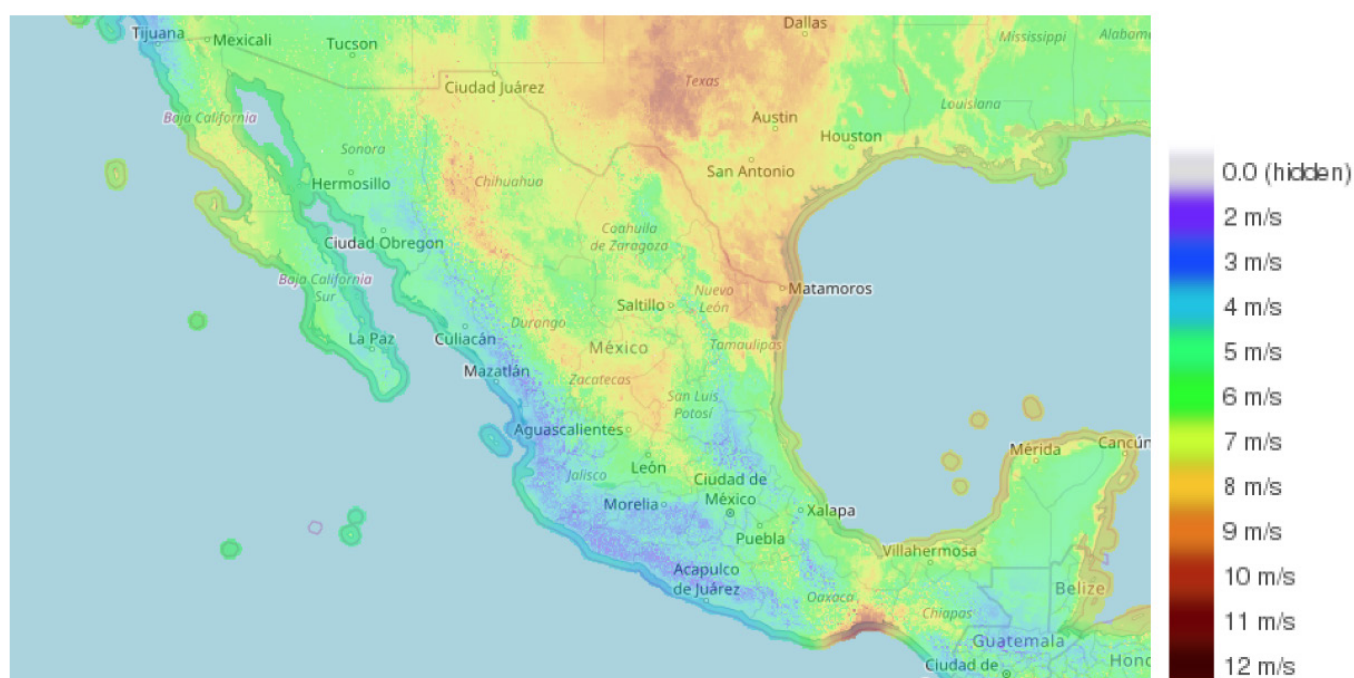 Dallas
Tijuana
Mexicali
Tucson
Mississippi
Alabama
Ciudad Juárez
Texas
Louisiana
Baja California
Austin
Houston
Sonora
San Antonio
Hermosillo
Chihuahua
Coahuila
de Zaragoza
Ciudad Obregon
Baja California
Sur
Nuevo
León
Matamoros
Saltillo
Durango
La Paz
Culiacán
México
Tamaulipas
Mazatlán
Zacatecas
San Luis
Potosí
Aguascalientes
Mérida
Cancún
León
Jalisco
Ciudad de
México
Morelia
Xalapa
Puebla
Villahermosa
Acapulco
de Juárez
Oaxaca
Chiapas
Belize
Guatemala
Ciudad de
Hond
0.0 (hidden)
2 m/s
3 m/s
4 m/s
5 m/s
6 m/s
7 m/s
8 m/s
9 m/s
10 m/s
11 m/s
12 m/s